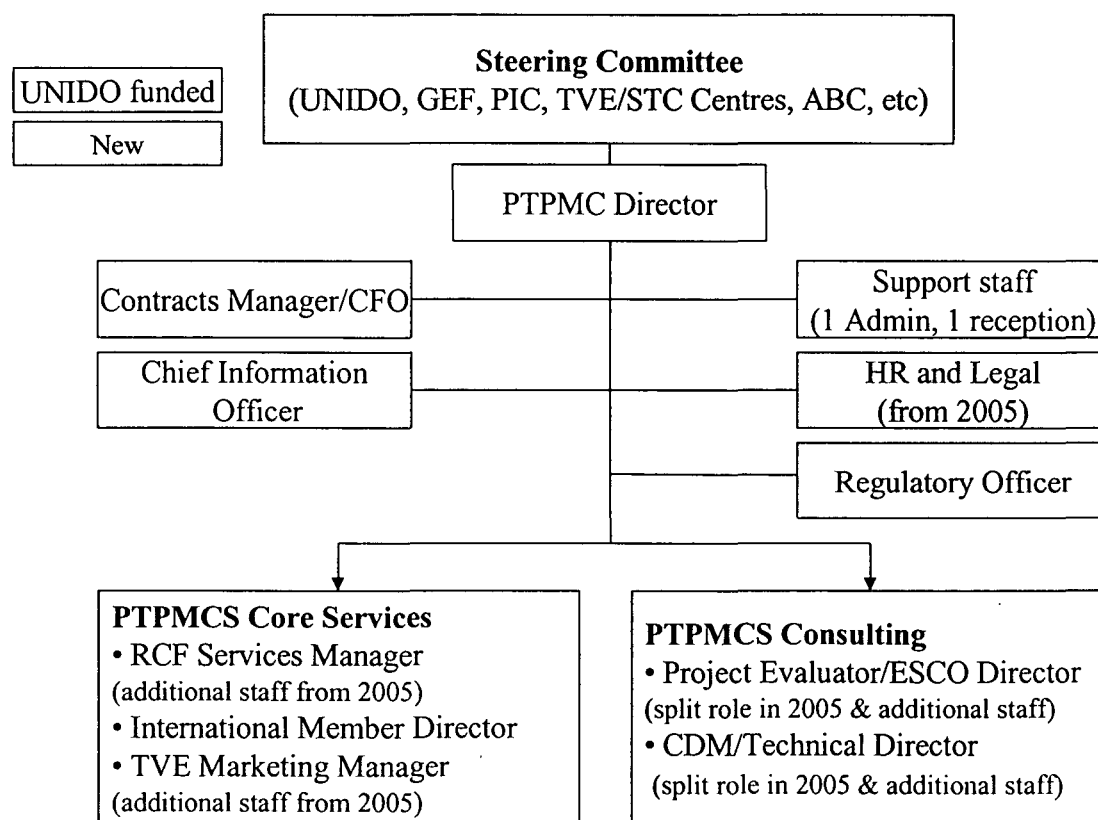 UNIDO funded
New
Steering Committee
(UNIDO, GEF, PIC, TVE/STC Centres, ABC, etc)
PTPMC Director
Contracts Manager/CFO
Support staff
(1 Admin, 1 reception)
Chief Information
Officer
HR and Legal
(from 2005)
Regulatory Officer
PTPMCS Core Services
• RCF Services Manager
(additional staff from 2005)
• International Member Director
• TVE Marketing Manager
(additional staff from 2005)
PTPMCS Consulting
• Project Evaluator/ESCO Director
(split role in 2005 & additional staff)
• CDM/Technical Director
(split role in 2005 & additional staff)